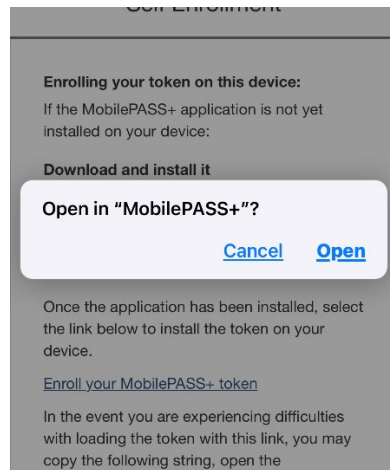 Self Enrollment
Enrolling your token on this device:
If the MobilePASS+ application is not yet
installed on your device:
Download and install it
Open in “MobilePASS+”?
Cancel Open
Once the application has been installed, select
the link below to install the token on your
device.
Enroll your MobilePASS+ token
In the event you are experiencing difficulties
with loading the token with this link, you may
copy the following string, open the